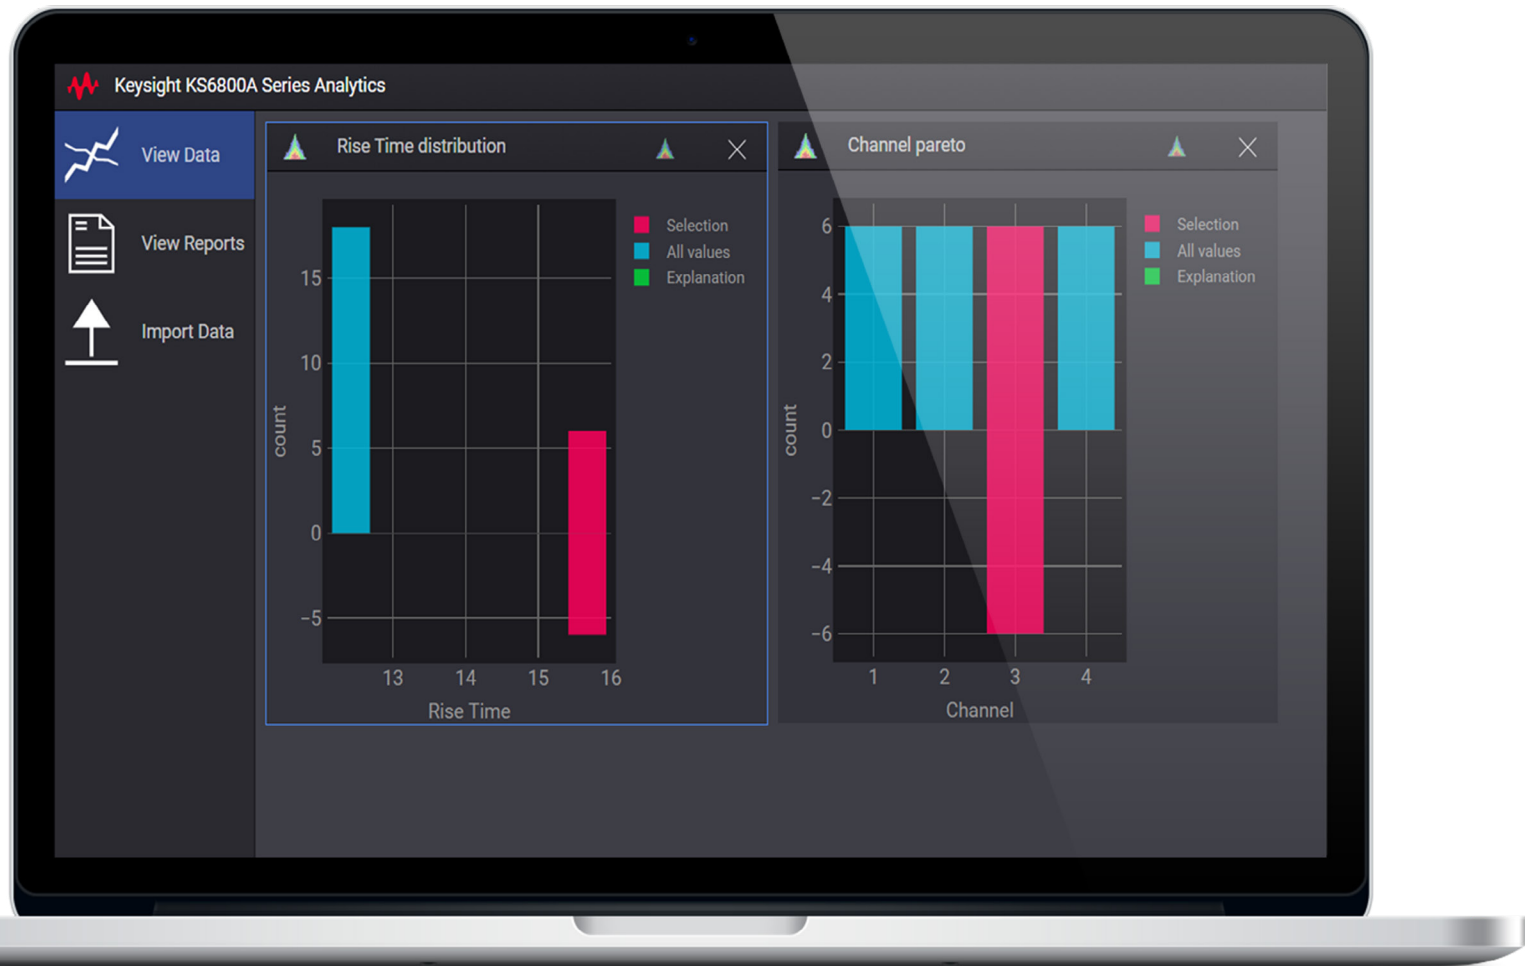 Keysight KS6800A Series Analytics
View Data
View Reports
Import Data
Rise Time distribution
Selection
All values
Explanation
15
10
5
0
−5
count
13 14 15 16
Rise Time
Channel pareto
Selection
All values
Explanation
6
4
2
0
−2
−4
−6
count
1 2 3 4
Channel